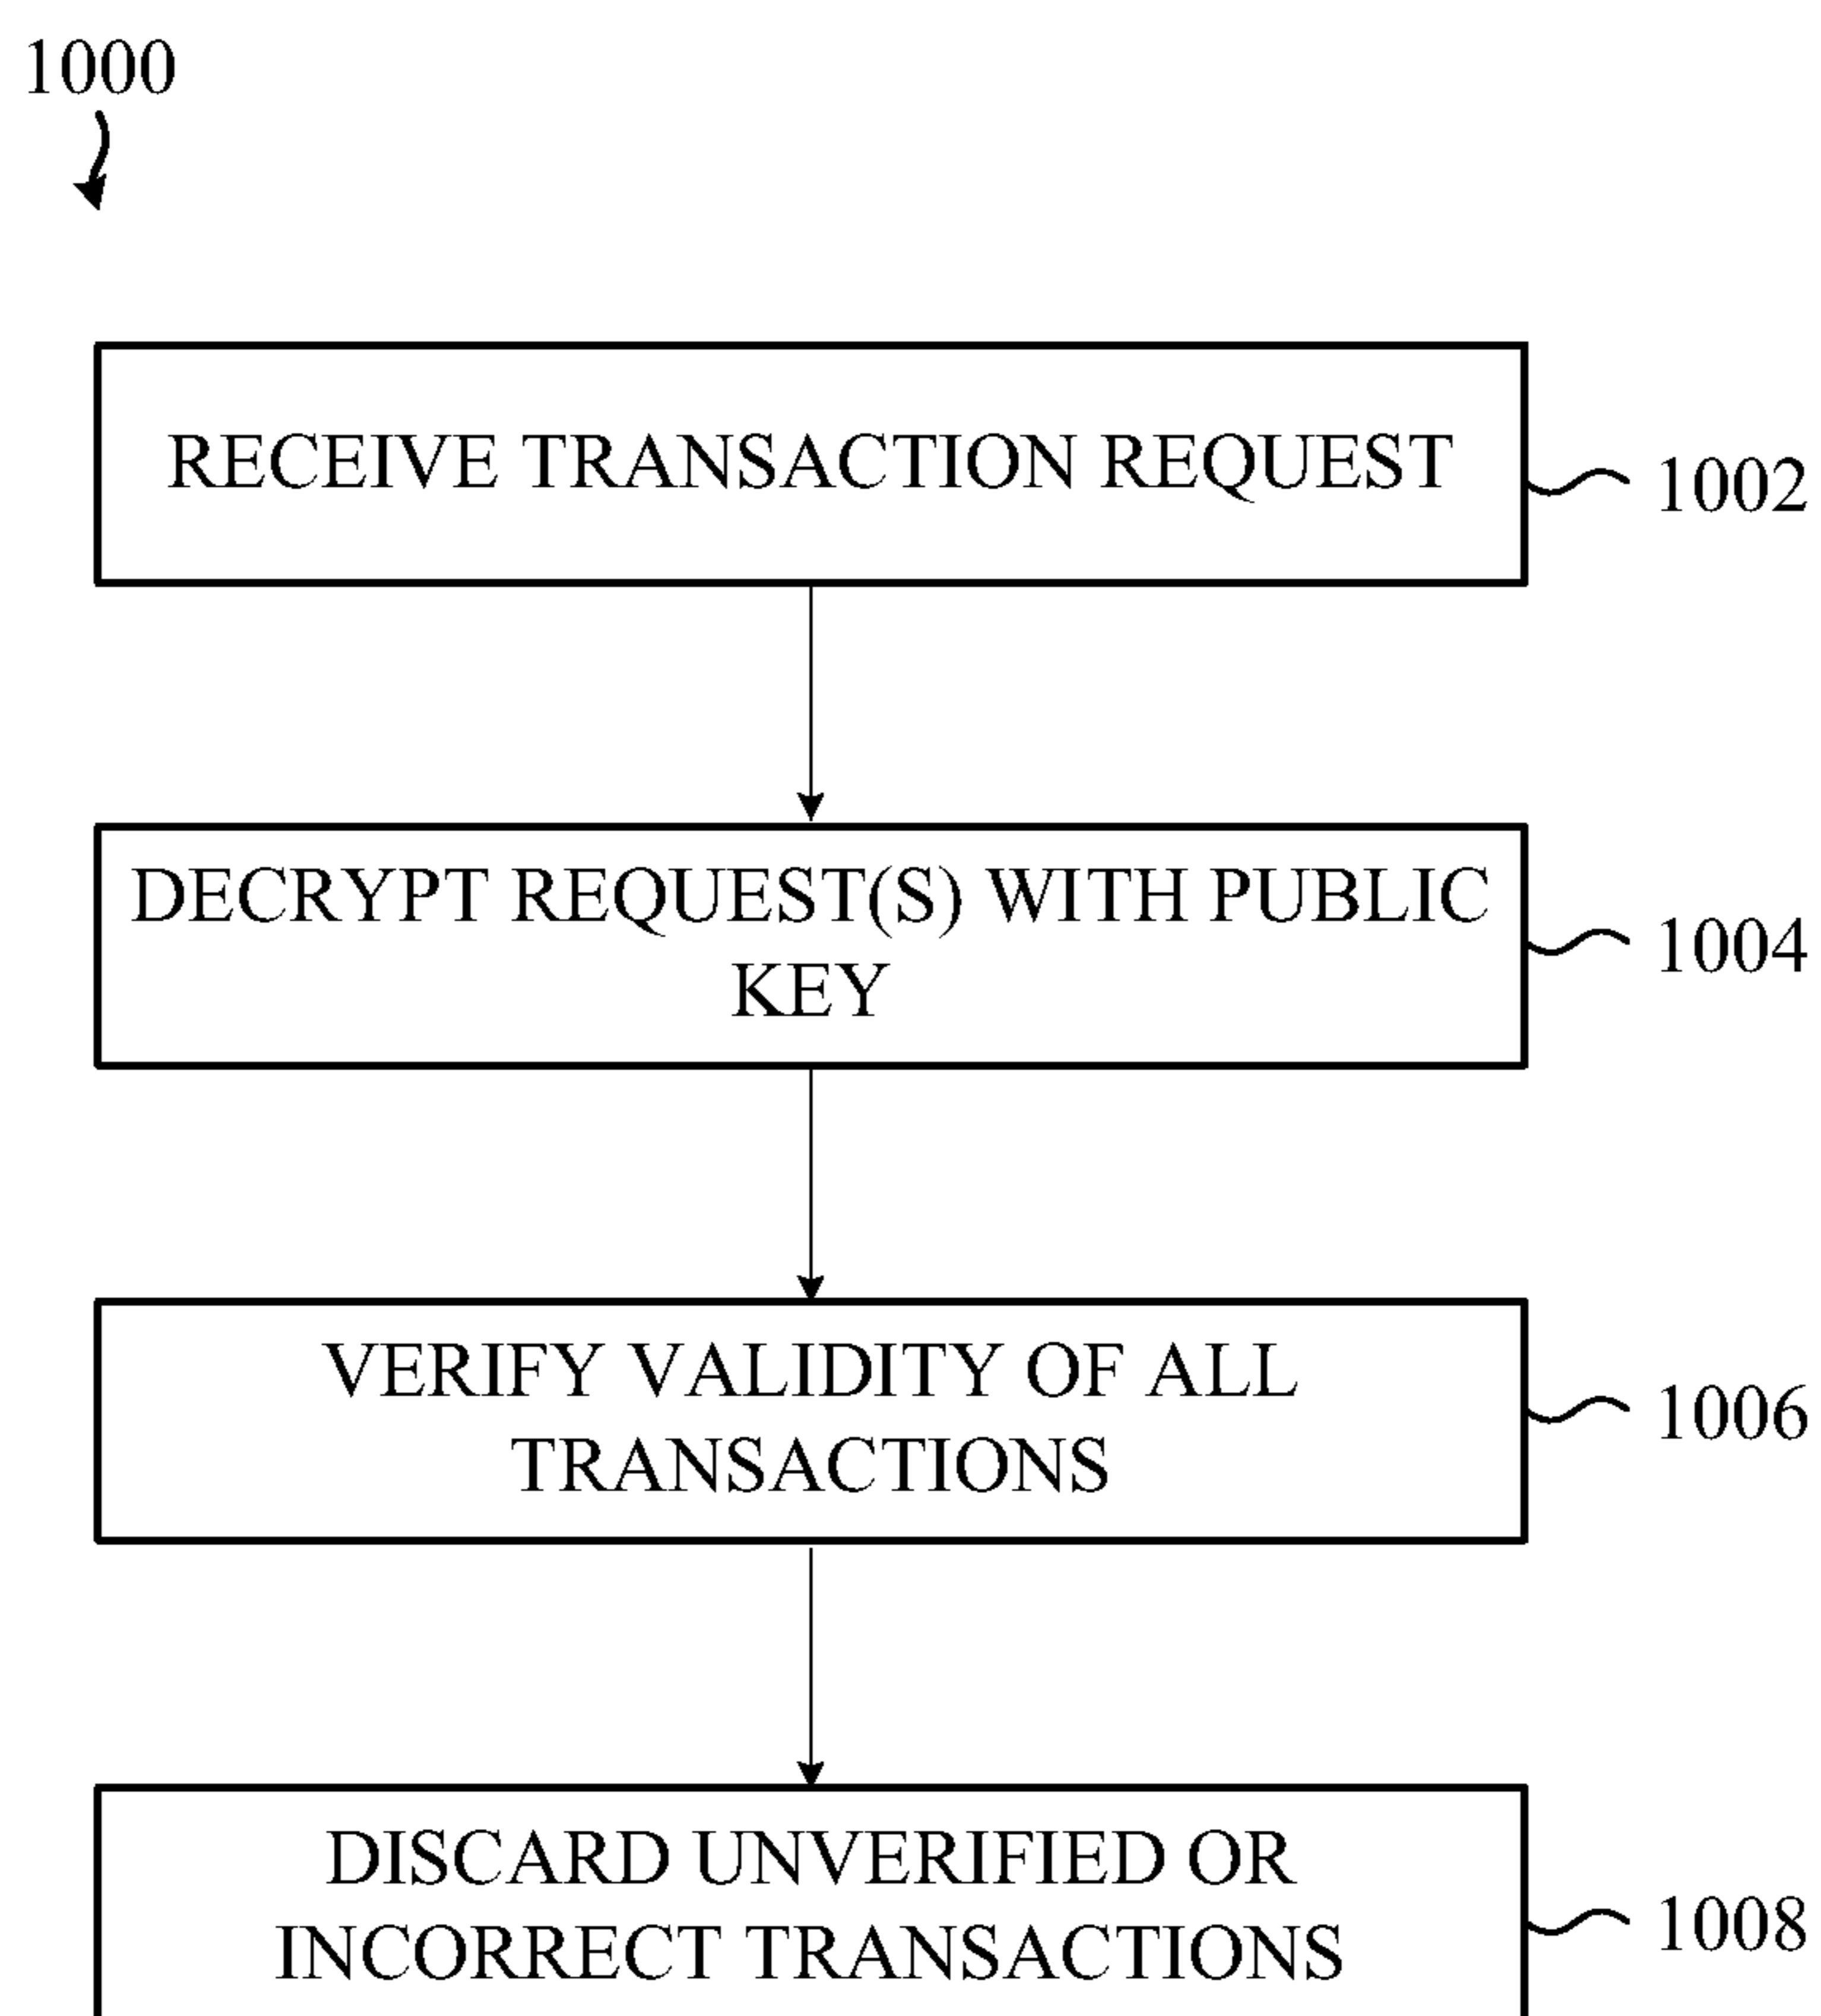 1000
RECEIVE TRANSACTION REQUEST
1002
DECRYPT REQUEST(S) WITH PUBLIC
KEY
1004
VERIFY VALIDITY OF ALL
TRANSACTIONS
1006
DISCARD UNVERIFIED OR
INCORRECT TRANSACTIONS
1008